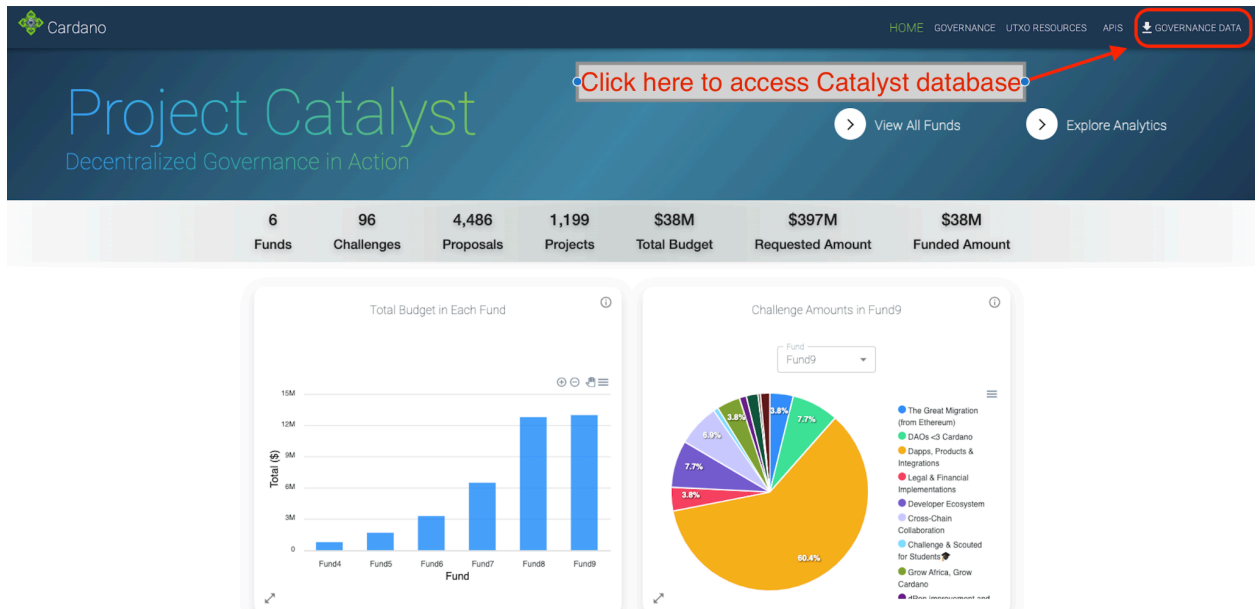 Cardano
HOME GOVERNANCE UTXO RESOURCES APIS GOVERNANCE DATA
Click here to access Catalyst database
Project Catalyst
Decentralized Governance in Action
View All Funds
Explore Analytics
6 96 4,486 1,199 $38M $397M $38M
Funds Challenges Proposals Projects Total Budget Requested Amount Funded Amount
Total Budget in Each Fund
15M
12M
9M
6M
3M
0
Total ($)
Fund4 Fund5 Fund6 Fund7 Fund8 Fund9
Fund
Challenge Amounts in Fund9
Fund
Fund9
3.8%
7.7%
60.4%
3.8%
7.7%
6.9%
3.8%
The Great Migration
(from Ethereum)
DAOs <3 Cardano
Dapps, Products &
Integrations
Legal & Financial
Implementations
Developer Ecosystem
Cross-Chain
Collaboration
Challenge & Scouted
for Students🎓
Grow Africa, Grow
Cardano
dRep improvement and